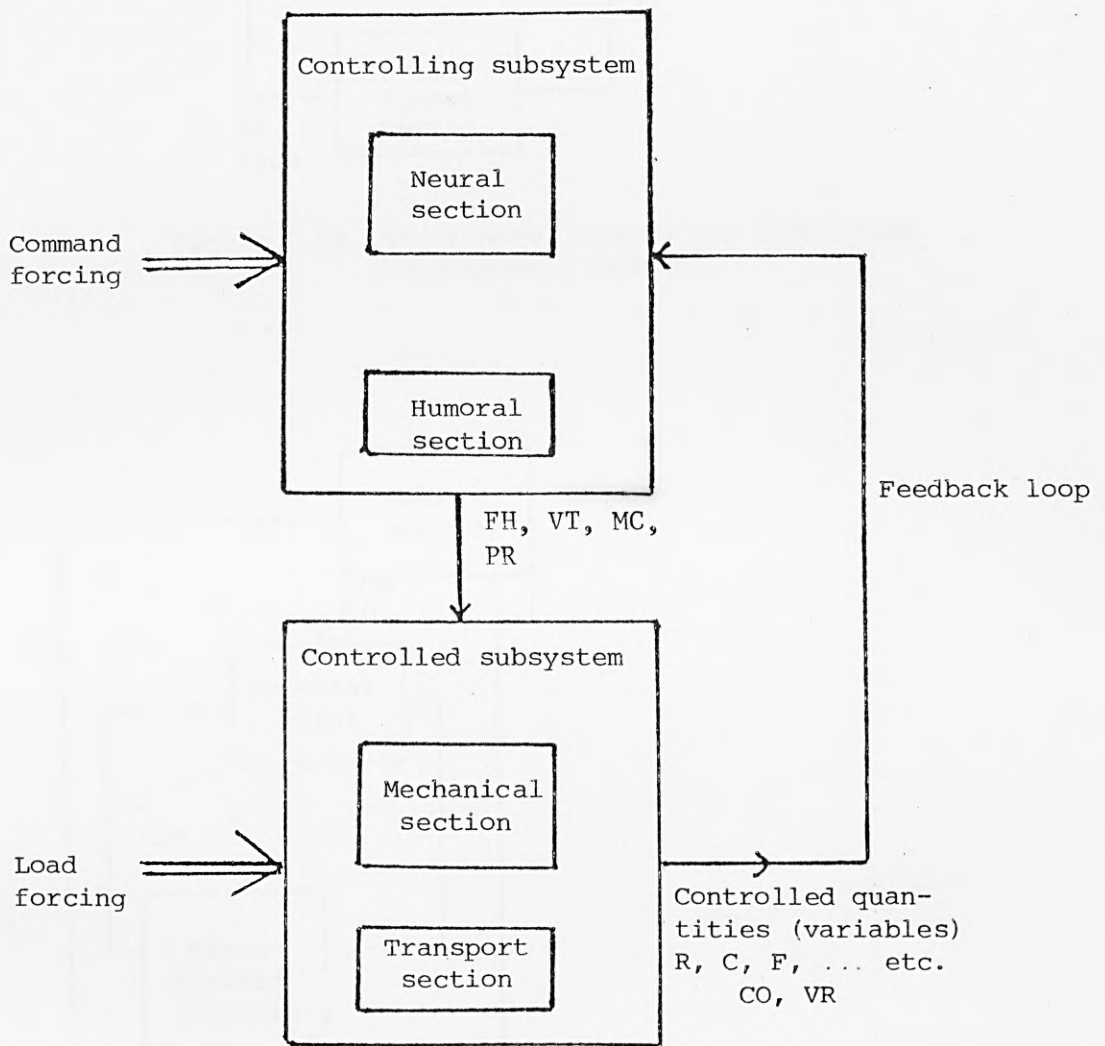 Controlling subsystem
Neural
section
Command
forcing
Humoral
section
Feedback loop
FH, VT, MC,
PR
Controlled subsystem
Mechanical
section
Load
forcing
Controlled quan-
tities (variables)
R, C, F, ... etc.
CO, VR
Transport
section